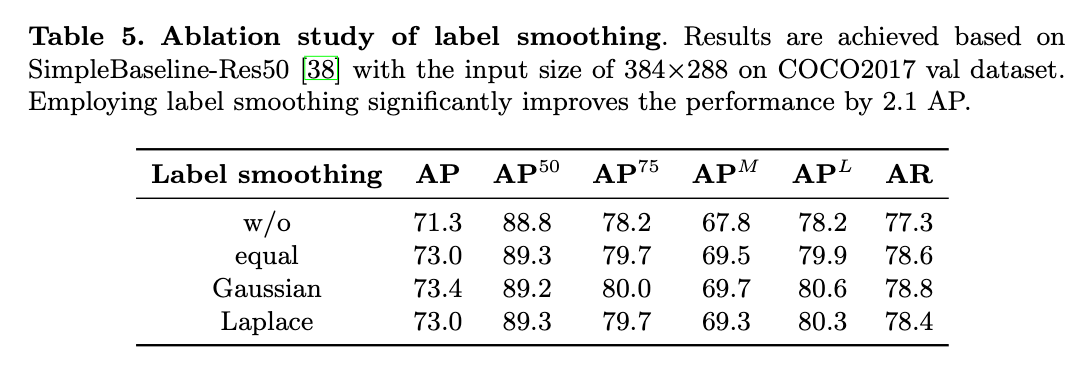 Table 5. Ablation study of label smoothing. Results are achieved based on
SimpleBaseline-Res50 [38] with the input size of 384×288 on COCO2017 val dataset.
Employing label smoothing significantly improves the performance by 2.1 AP.
Label smoothing AP AP^50 AP^75 AP^M AP^L AR
w/o 71.3 88.8 78.2 67.8 78.2 77.3
equal 73.0 89.3 79.7 69.5 79.9 78.6
Gaussian 73.4 89.2 80.0 69.7 80.6 78.8
Laplace 73.0 89.3 79.7 69.3 80.3 78.4